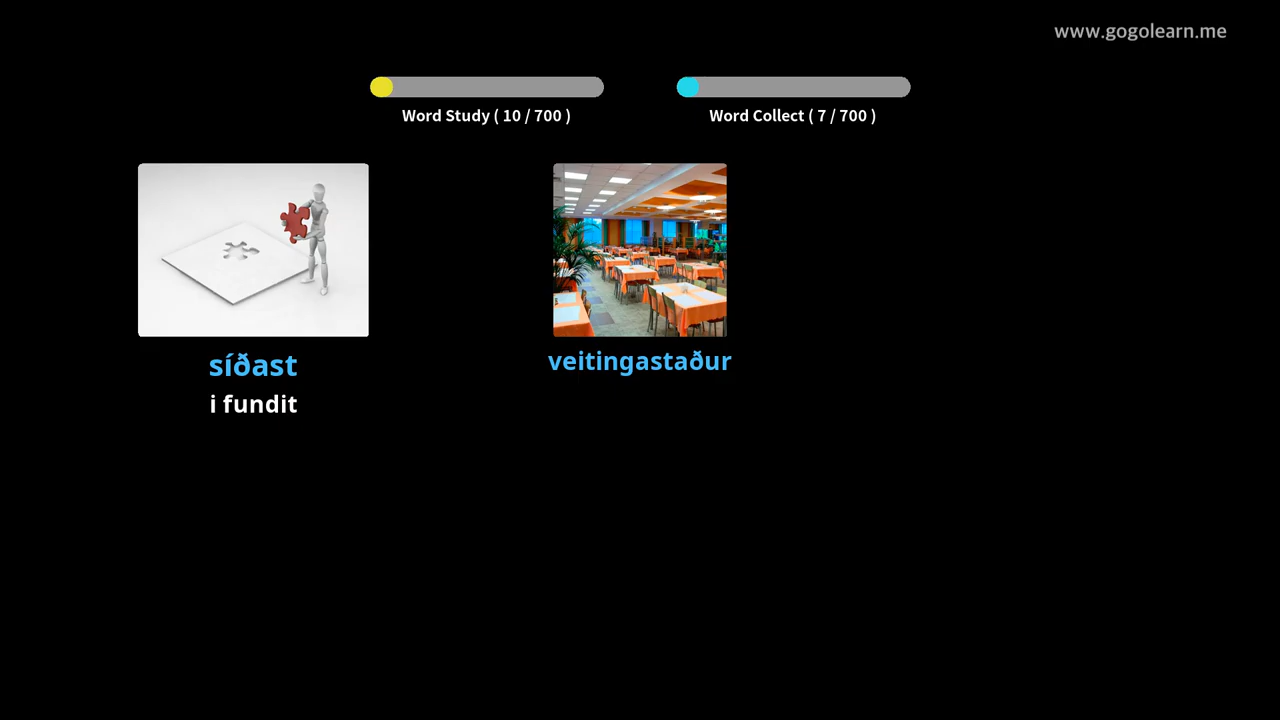 www.gogolearn.me
Word Study ( 10 / 700 )
Word Collect ( 7 / 700 )
síðast
i fundit
veitingastaður